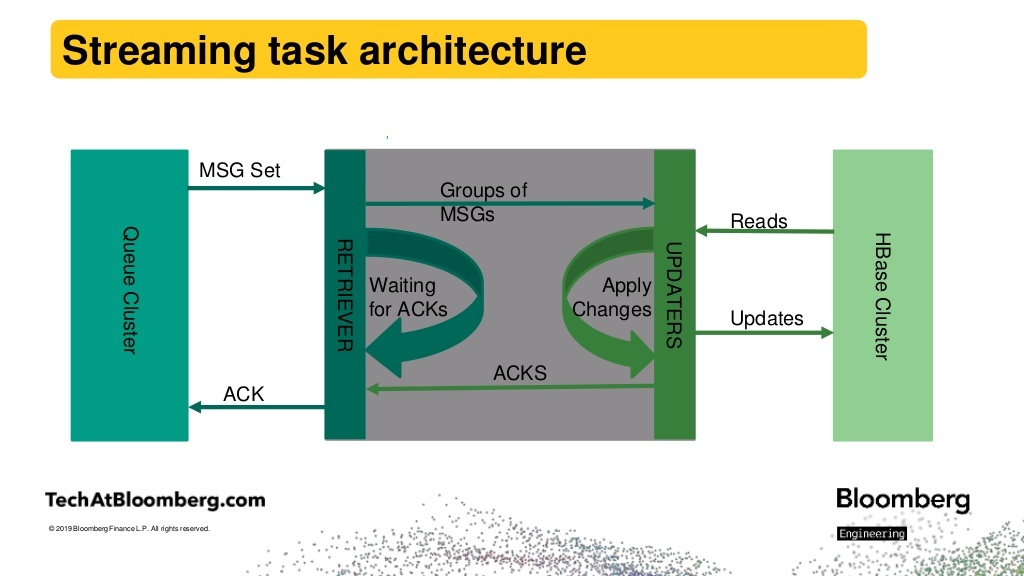 Streaming task architecture
MSG Set
Groups of
MSGs
Reads
Queue Cluster
RETRIEVER
Waiting
for ACKs
Apply
Changes
UPDATERS
HBase Cluster
Updates
ACKS
ACK
TechAtBloomberg.com
© 2019 Bloomberg Finance L.P. All rights reserved.
Bloomberg
Engineering